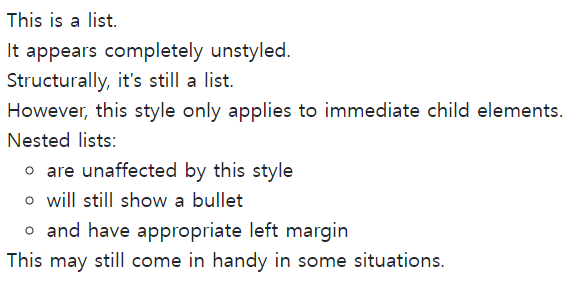 This is a list.
It appears completely unstyled.
Structurally, it's still a list.
However, this style only applies to immediate child elements.
Nested lists:
◦ are unaffected by this style
◦ will still show a bullet
◦ and have appropriate left margin
This may still come in handy in some situations.